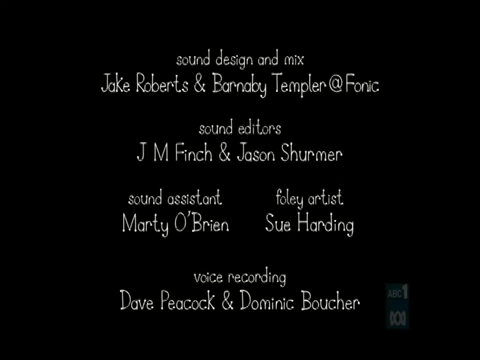 sound design and mix
Jake Roberts & Barnaby Templer@Fonic
sound editors
J M Finch & Jason Shurmer
sound assistant
Marty O'Brien
foley artist
Sue Harding
voice recording
Dave Peacock & Dominic Boucher
ABC1